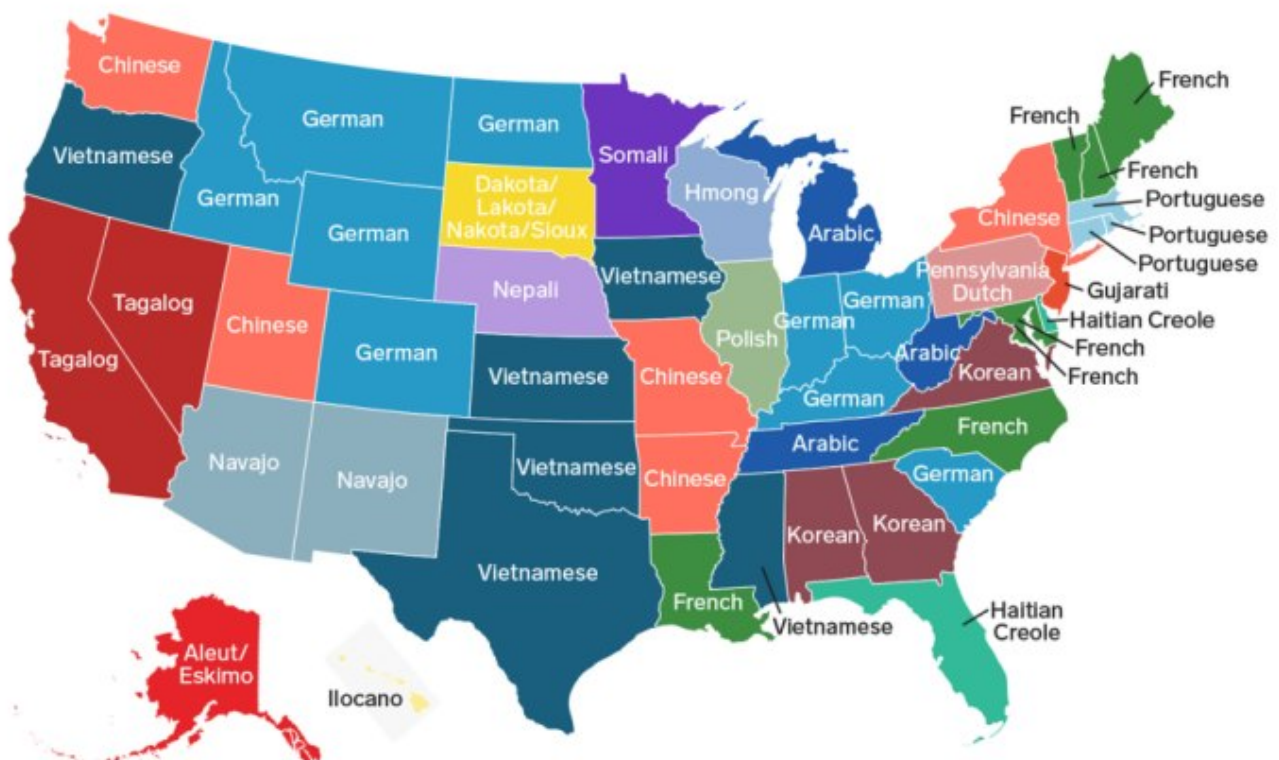 Chinese
French
German
French
German
Vietnamese
Somali
French
Dakota/
Lakota/
Nakota/Sioux
Hmong
German
Portuguese
Chinese
German
Arabic
Portuguese
Portuguese
Pennsylvania
Dutch
Vietnamese
Nepali
Gujarati
Tagalog
German
Haitian Creole
Chinese
German
Polish
French
German
Arabic
Tagalog
Korean
French
Vietnamese
Chinese
German
French
Arabic
Navajo
Vietnamese
German
Navajo
Chinese
Korean
Korean
Vietnamese
French
Haitian
Creole
Vietnamese
Aleut/
Eskimo
Ilocano